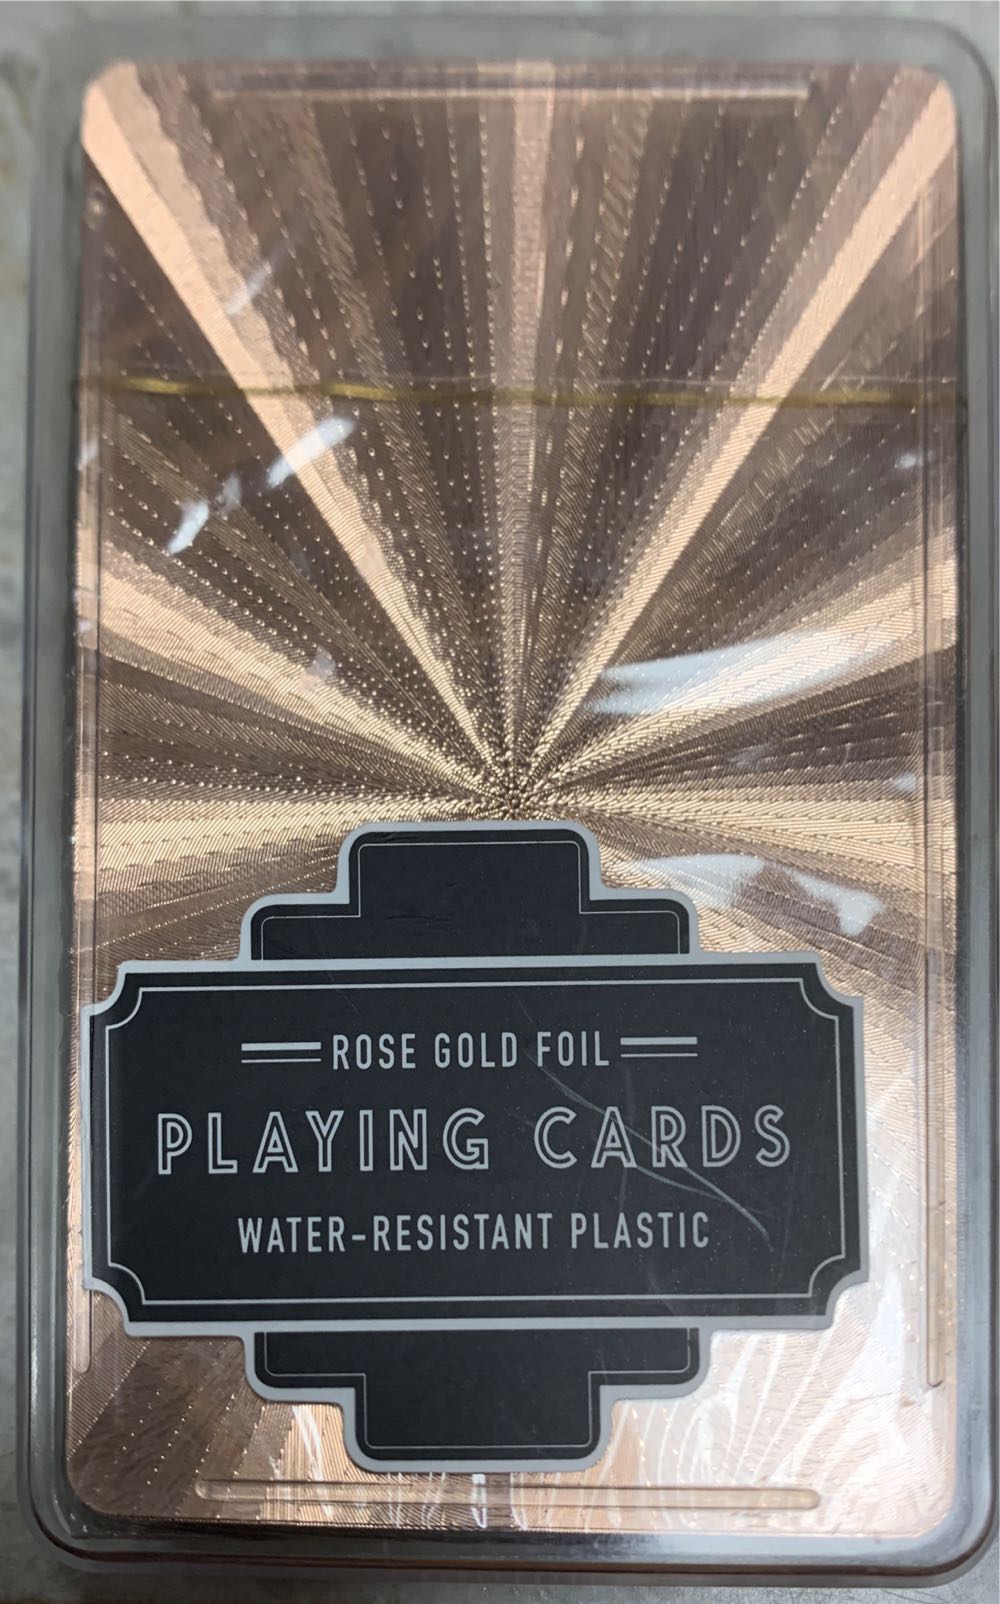 ROSE GOLD FOIL
PLAYING CARDS
WATER-RESISTANT PLASTIC